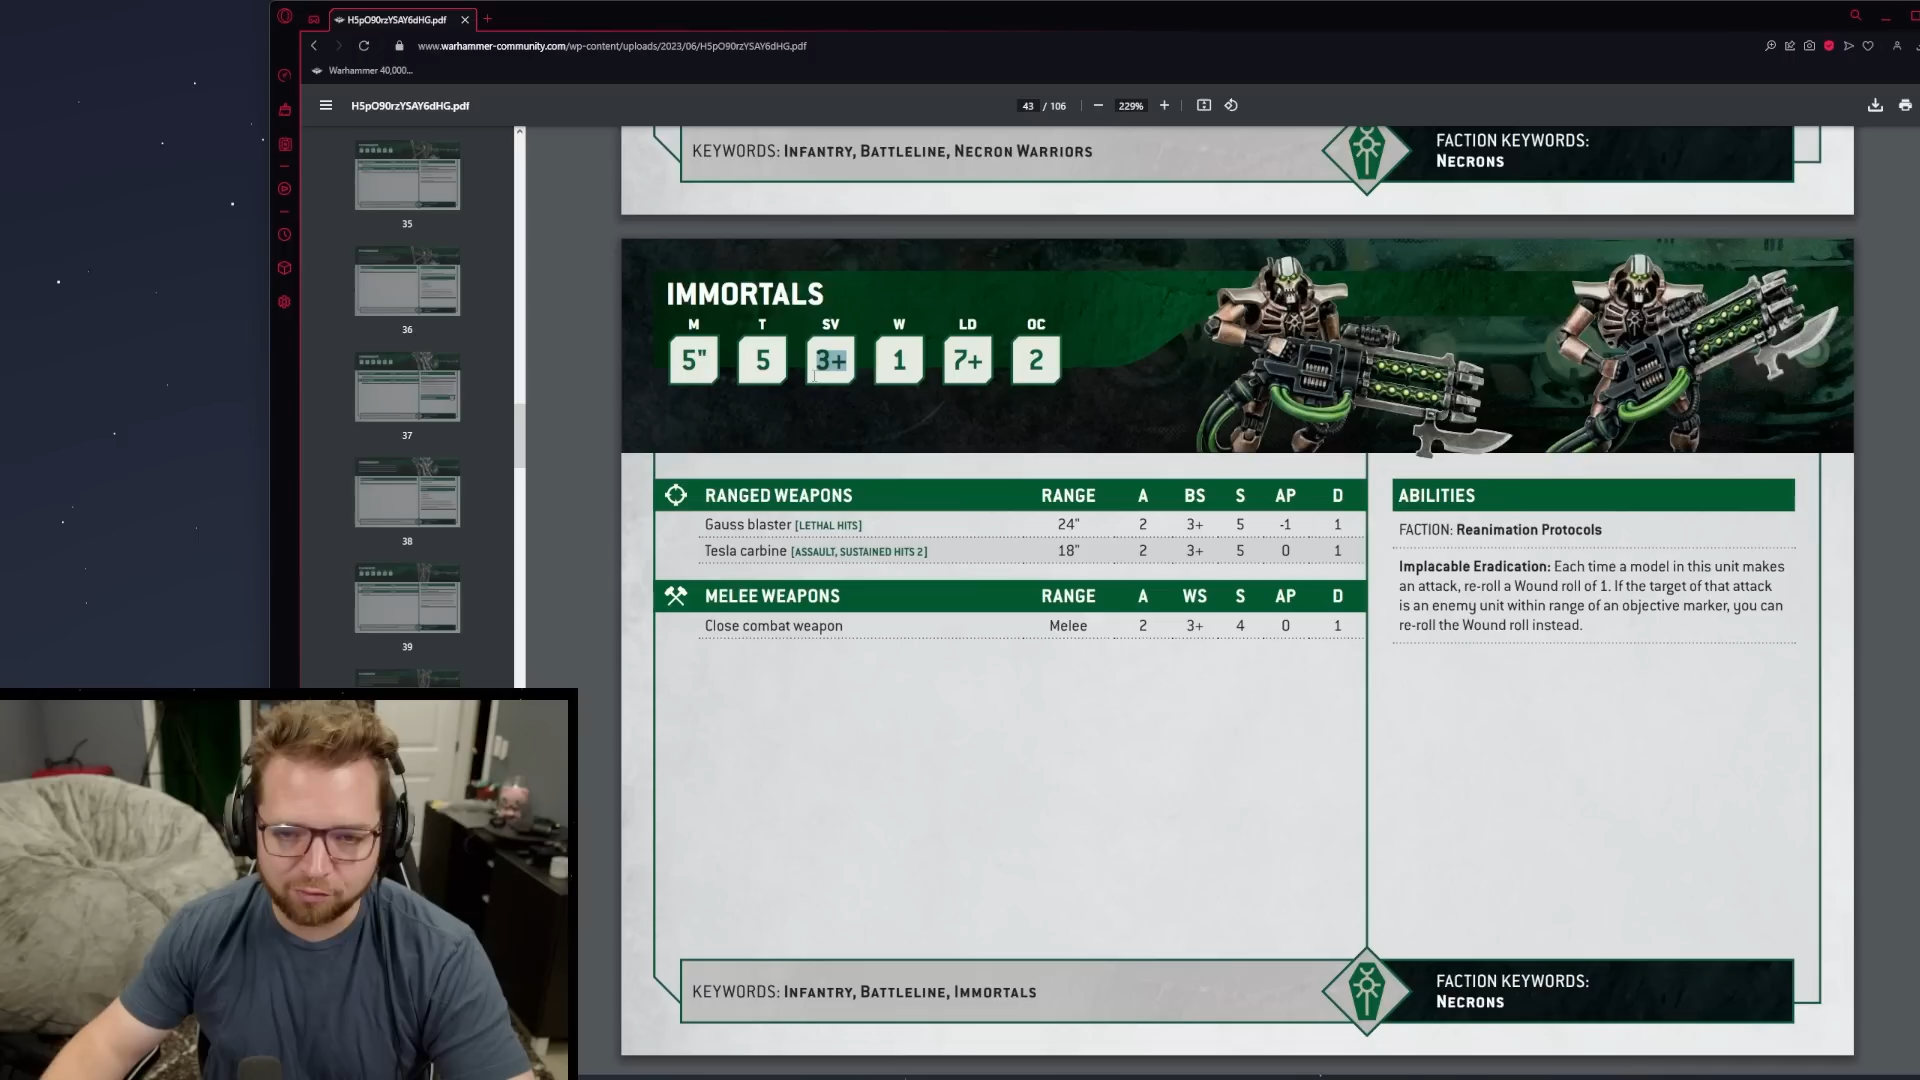 H5pO90rzYSAY6dHG.pdf
www.warhammer-community.com/wp-content/uploads/2023/06/H5pO90rzYSAY6dHG.pdf
Warhammer 40,000...
H5pO90rzYSAY6dHG.pdf
43 / 106
229%
35
36
37
38
39
KEYWORDS: INFANTRY, BATTLELINE, NECRON WARRIORS
FACTION KEYWORDS:
NECRONS
IMMORTALS
M T SV W LD OC
5" 5 3+ 1 7+ 2
RANGED WEAPONS RANGE A BS S AP D
Gauss blaster [LETHAL HITS] 24" 2 3+ 5 -1 1
Tesla carbine [ASSAULT, SUSTAINED HITS 2] 18" 2 3+ 5 0 1
MELEE WEAPONS RANGE A WS S AP D
Close combat weapon Melee 2 3+ 4 0 1
ABILITIES
FACTION: Reanimation Protocols
Implacable Eradication: Each time a model in this unit makes
an attack, re-roll a Wound roll of 1. If the target of that attack
is an enemy unit within range of an objective marker, you can
re-roll the Wound roll instead.
KEYWORDS: INFANTRY, BATTLELINE, IMMORTALS
FACTION KEYWORDS:
NECRONS